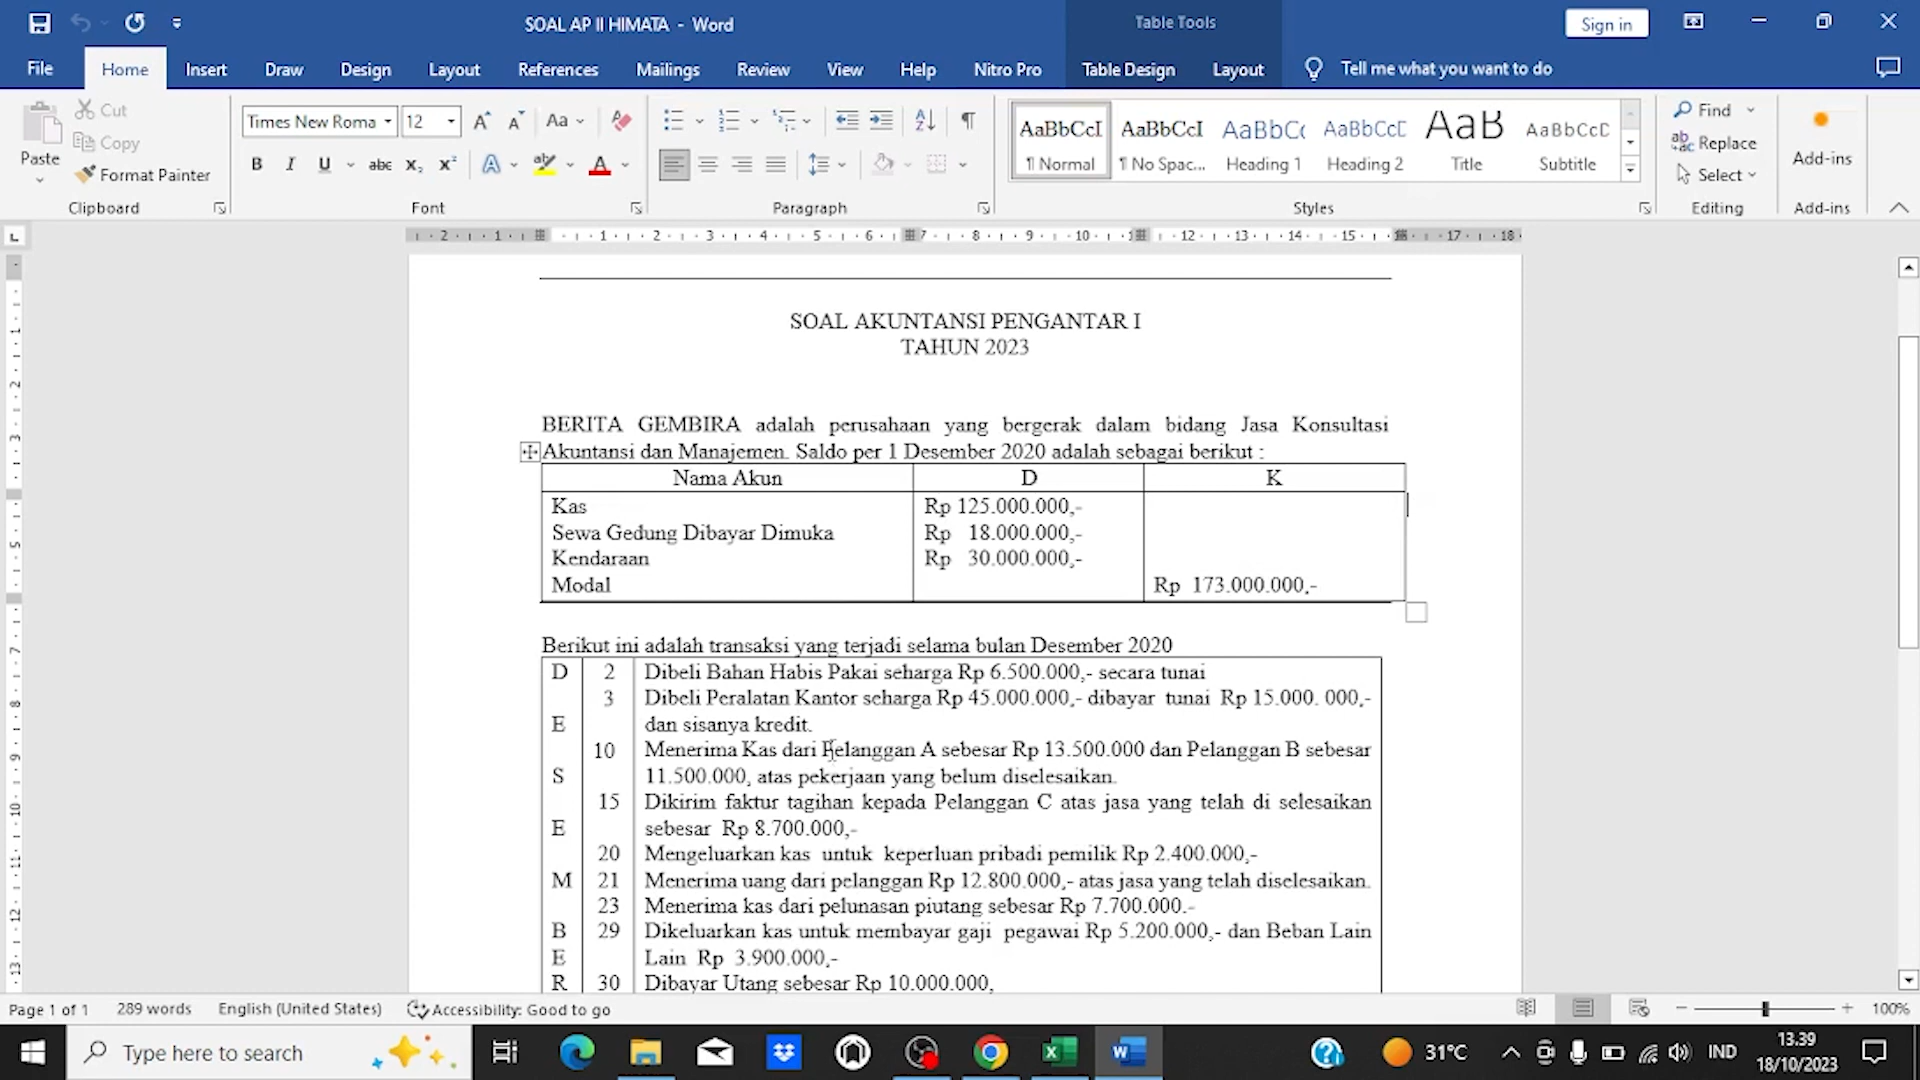 SOAL AP II HIMATA - Word
Table Tools
Sign in
File Home Insert Draw Design Layout References Mailings Review View Help Nitro Pro Table Design Layout Tell me what you want to do
Paste
Cut
Copy
Format Painter
Clipboard
Times New Roma 12
Font
Paragraph
AaBbCcI AaBbCcI AaBbCc AaBbCcD AaB AaBbCcD
¶ Normal ¶ No Spac... Heading 1 Heading 2 Title Subtitle
Styles
Find
Replace
Select
Editing
Add-ins
Add-ins
SOAL AKUNTANSI PENGANTAR I
TAHUN 2023
BERITA GEMBIRA adalah perusahaan yang bergerak dalam bidang Jasa Konsultasi
Akuntansi dan Manajemen. Saldo per 1 Desember 2020 adalah sebagai berikut :
Nama Akun D K
Kas Rp 125.000.000,-
Sewa Gedung Dibayar Dimuka Rp 18.000.000,-
Kendaraan Rp 30.000.000,-
Modal Rp 173.000.000,-
Berikut ini adalah transaksi yang terjadi selama bulan Desember 2020
D 2 Dibeli Bahan Habis Pakai seharga Rp 6.500.000,- secara tunai
3 Dibeli Peralatan Kantor seharga Rp 45.000.000,- dibayar tunai Rp 15.000. 000,-
E dan sisanya kredit.
10 Menerima Kas dari Pelanggan A sebesar Rp 13.500.000 dan Pelanggan B sebesar
S 11.500.000, atas pekerjaan yang belum diselesaikan.
15 Dikirim faktur tagihan kepada Pelanggan C atas jasa yang telah di selesaikan
E sebesar Rp 8.700.000,-
20 Mengeluarkan kas untuk keperluan pribadi pemilik Rp 2.400.000,-
M 21 Menerima uang dari pelanggan Rp 12.800.000,- atas jasa yang telah diselesaikan.
23 Menerima kas dari pelunasan piutang sebesar Rp 7.700.000.-
B 29 Dikeluarkan kas untuk membayar gaji pegawai Rp 5.200.000,- dan Beban Lain
E Lain Rp 3.900.000,-
R 30 Dibayar Utang sebesar Rp 10.000.000,
Page 1 of 1 289 words English (United States) Accessibility: Good to go 100%
Type here to search
31°C IND
13.39
18/10/2023